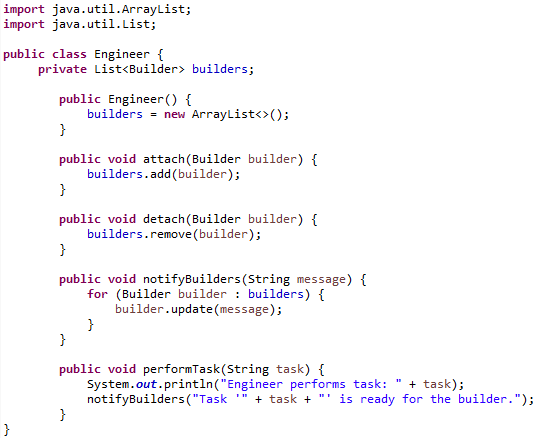 import java.util.ArrayList;
import java.util.List;
public class Engineer {
private List<Builder> builders;
public Engineer() {
builders = new ArrayList<>();
}
public void attach(Builder builder) {
builders.add(builder);
}
public void detach(Builder builder) {
builders.remove(builder);
}
public void notifyBuilders(String message) {
for (Builder builder : builders) {
builder.update(message);
}
}
public void performTask(String task) {
System.out.println("Engineer performs task: " + task);
notifyBuilders("Task '" + task + "' is ready for the builder.");
}
}